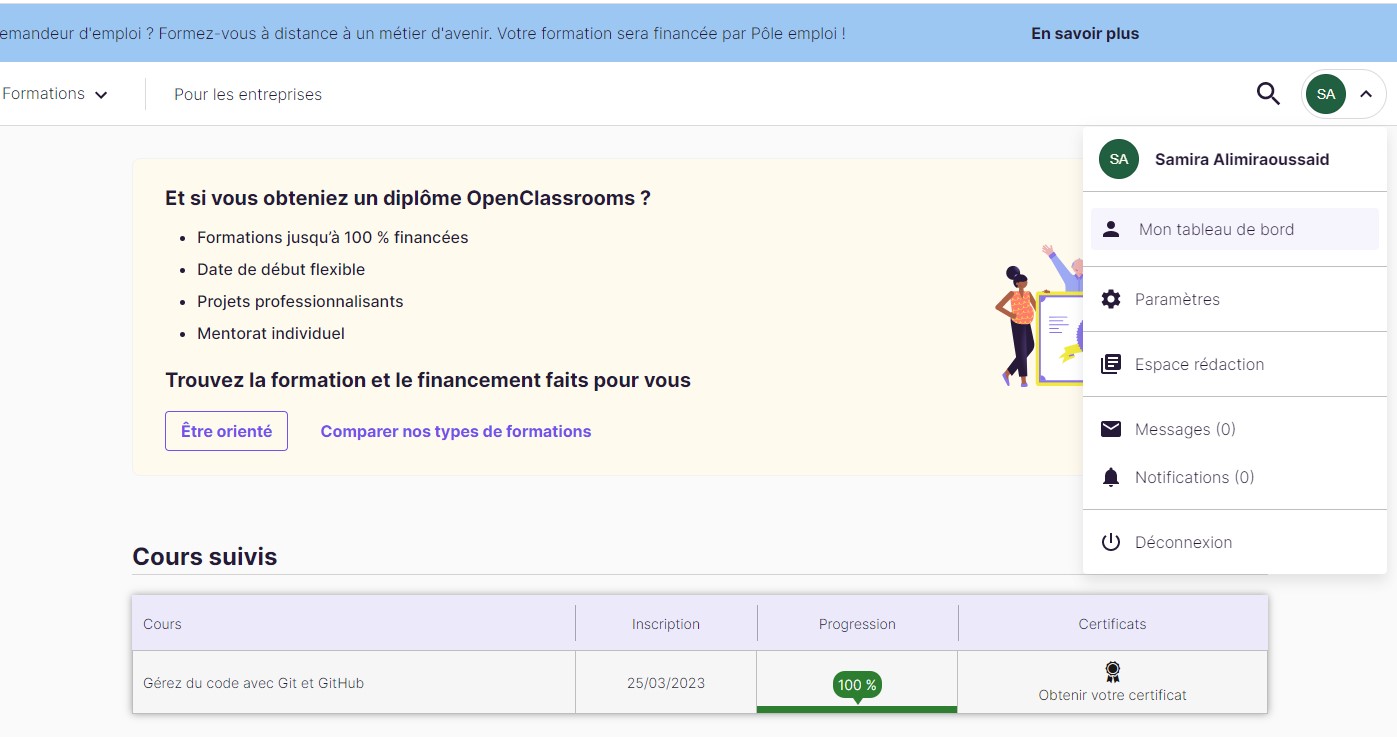 emandeur d'emploi ? Formez-vous à distance à un métier d'avenir. Votre formation sera financée par Pôle emploi ! En savoir plus
Formations Pour les entreprises SA
SA Samira Alimiraoussaid
Mon tableau de bord
Paramètres
Espace rédaction
Messages (0)
Notifications (0)
Déconnexion
Et si vous obteniez un diplôme OpenClassrooms ?
• Formations jusqu’à 100 % financées
• Date de début flexible
• Projets professionnalisants
• Mentorat individuel
Trouvez la formation et le financement faits pour vous
Être orienté Comparer nos types de formations
Cours suivis
Cours Inscription Progression Certificats
Gérez du code avec Git et GitHub 25/03/2023 100 % Obtenir votre certificat